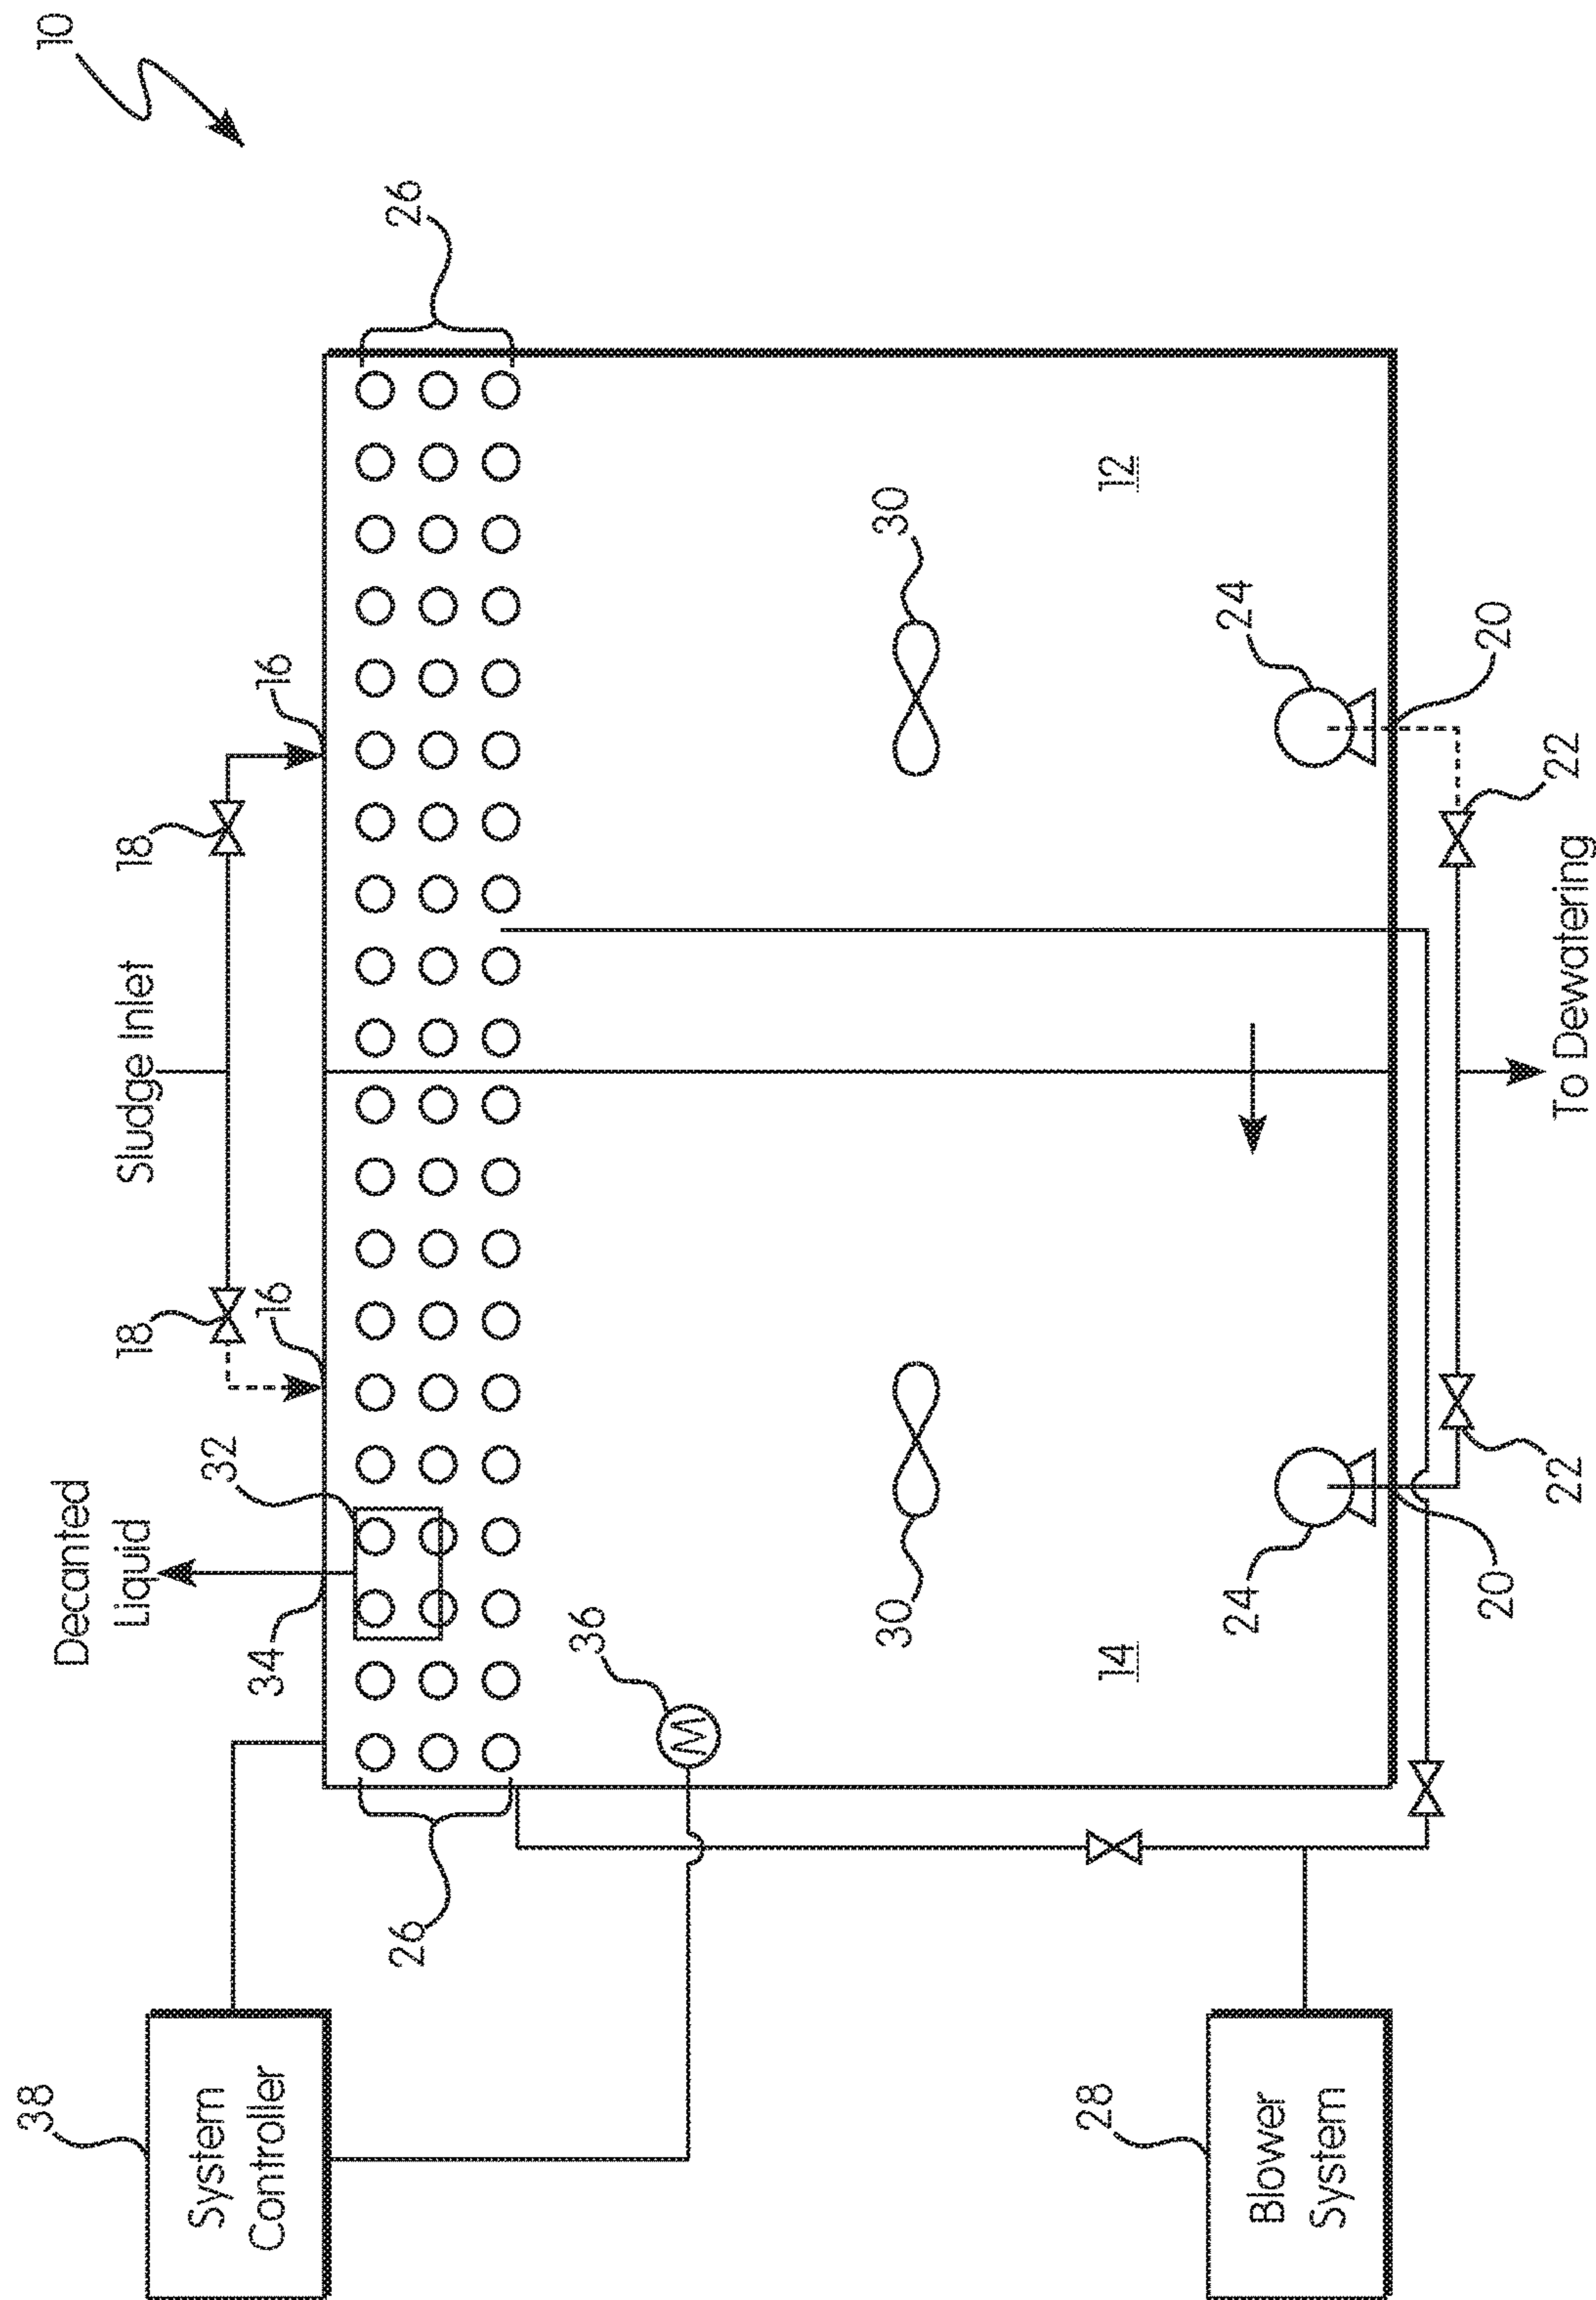 10
38
System
Controller
Decanted
Liquid
34
32
18
16
Sludge Inlet
18
16
26
26
36
M
30
30
14
12
28
Blower
System
24
24
20
20
22
22
To Dewatering